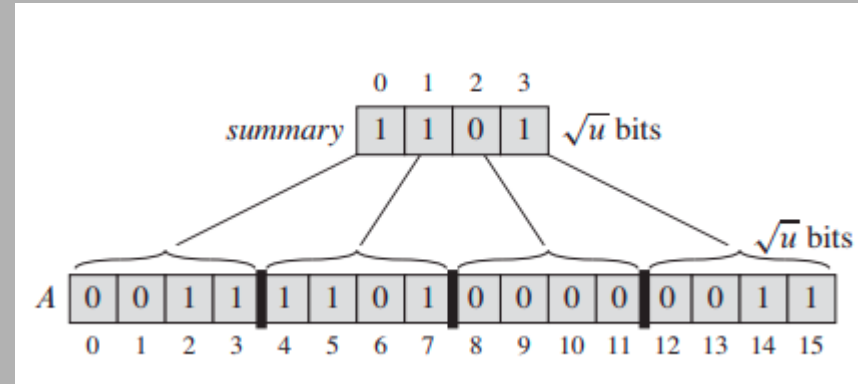 0 1 2 3
summary 1 1 0 1 √u bits
√u bits
A 0 0 1 1 1 1 0 1 0 0 0 0 0 0 1 1
0 1 2 3 4 5 6 7 8 9 10 11 12 13 14 15